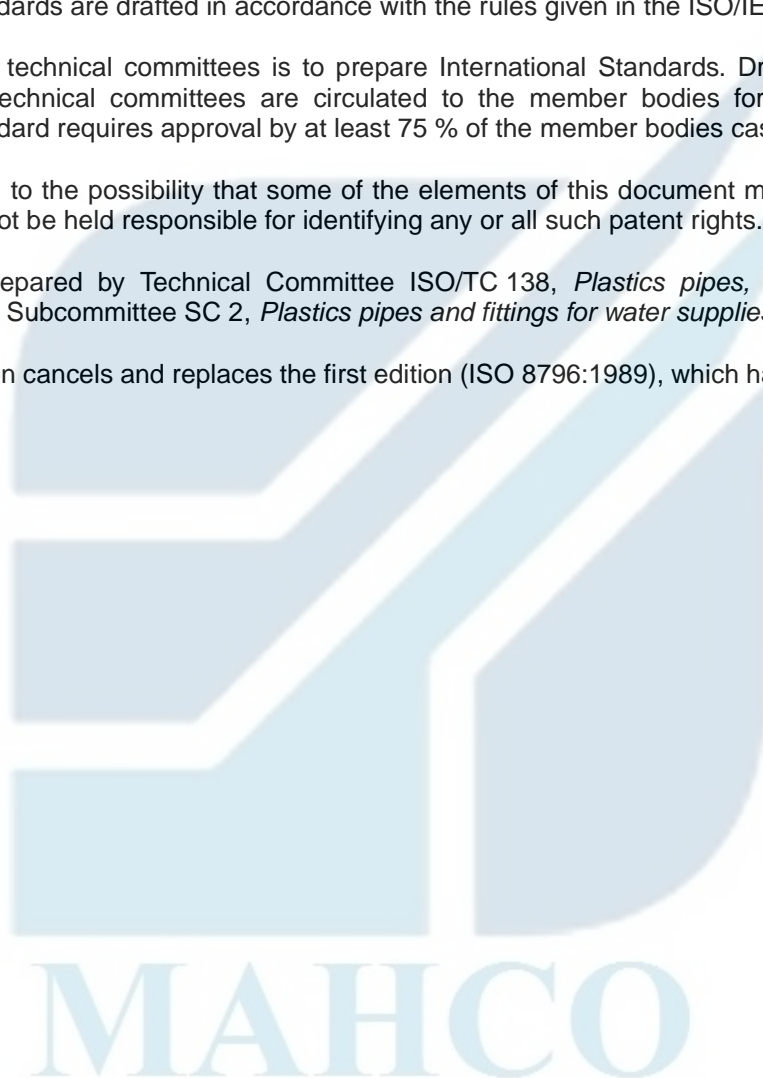 dards are drafted in accordance with the rules given in the ISO/IE
technical committees is to prepare International Standards. Dr
technical committees are circulated to the member bodies for
dard requires approval by at least 75 % of the member bodies cas
to the possibility that some of the elements of this document m
ot be held responsible for identifying any or all such patent rights.
epared by Technical Committee ISO/TC 138, Plastics pipes,
Subcommittee SC 2, Plastics pipes and fittings for water supplies
on cancels and replaces the first edition (ISO 8796:1989), which ha
MAHCO